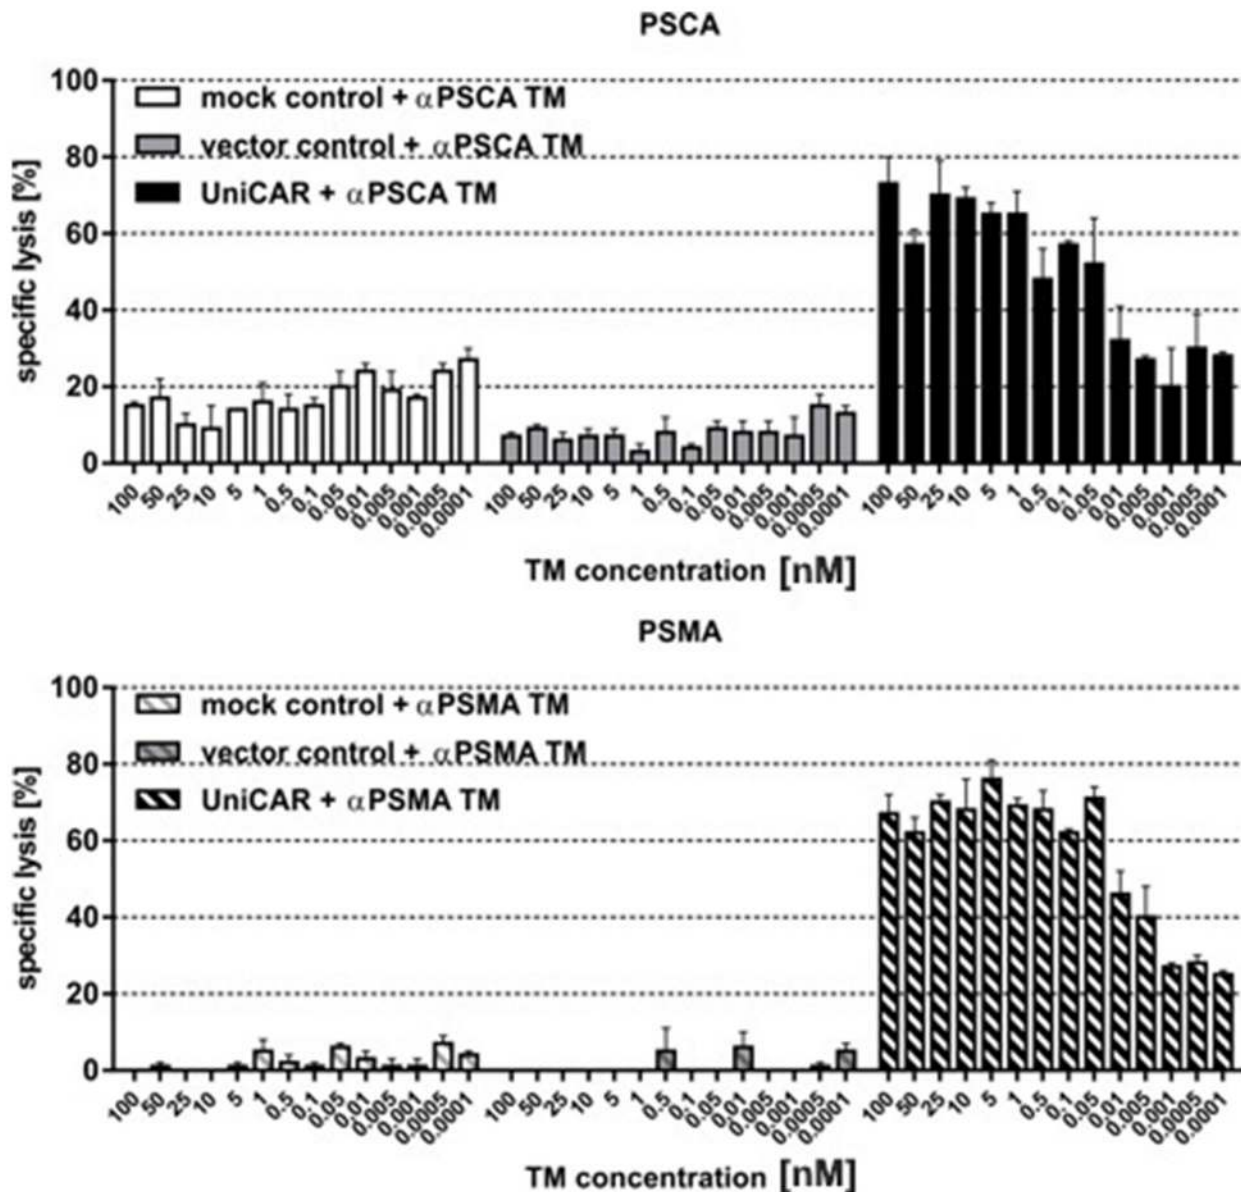 PSCA
100
80
60
40
20
0
specific lysis [%]
mock control + αPSCA TM
vector control + αPSCA TM
UniCAR + αPSCA TM
100 50 25 10 5 1 0.5 0.1 0.05 0.01 0.005 0.001 0.0005 0.0001 100 50 25 10 5 1 0.5 0.1 0.05 0.01 0.005 0.001 0.0005 0.0001 100 50 25 10 5 1 0.5 0.1 0.05 0.01 0.005 0.001 0.0005 0.0001
TM concentration [nM]
PSMA
100
80
60
40
20
0
specific lysis [%]
mock control + αPSMA TM
vector control + αPSMA TM
UniCAR + αPSMA TM
100 50 25 10 5 1 0.5 0.1 0.05 0.01 0.005 0.001 0.0005 0.0001 100 50 25 10 5 1 0.5 0.1 0.05 0.01 0.005 0.001 0.0005 0.0001 100 50 25 10 5 1 0.5 0.1 0.05 0.01 0.005 0.001 0.0005 0.0001
TM concentration [nM]